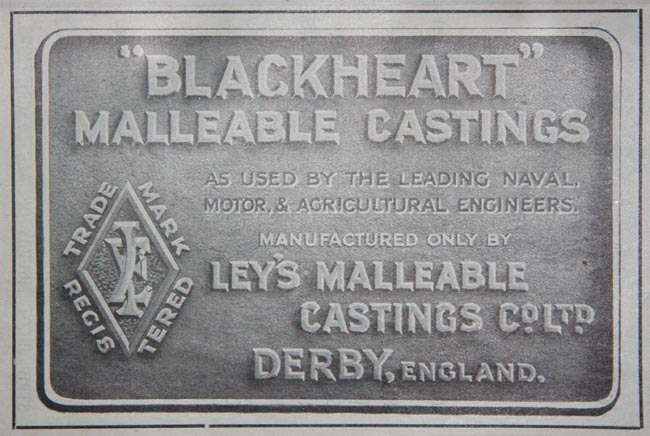 "BLACKHEART"
MALLEABLE CASTINGS
AS USED BY THE LEADING NAVAL,
MOTOR, & AGRICULTURAL ENGINEERS.
MANUFACTURED ONLY BY
LEY'S MALLEABLE
CASTINGS Co. LTD
DERBY, ENGLAND.
TRADE MARK
REGISTERED